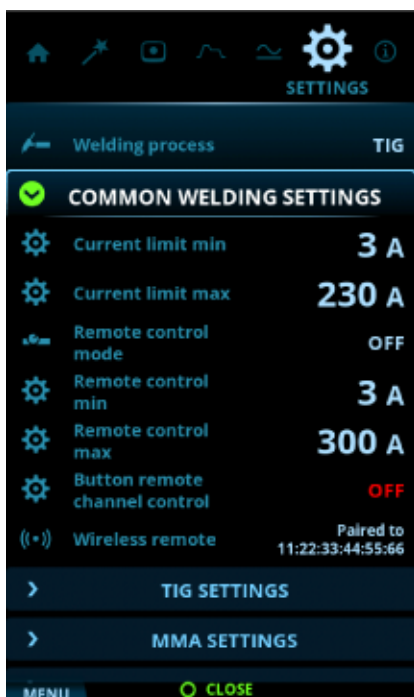 SETTINGS
Welding process TIG
COMMON WELDING SETTINGS
Current limit min 3 A
Current limit max 230 A
Remote control
mode OFF
Remote control
min 3 A
Remote control
max 300 A
Button remote
channel control OFF
Wireless remote Paired to
11:22:33:44:55:66
TIG SETTINGS
MMA SETTINGS
MENU CLOSE